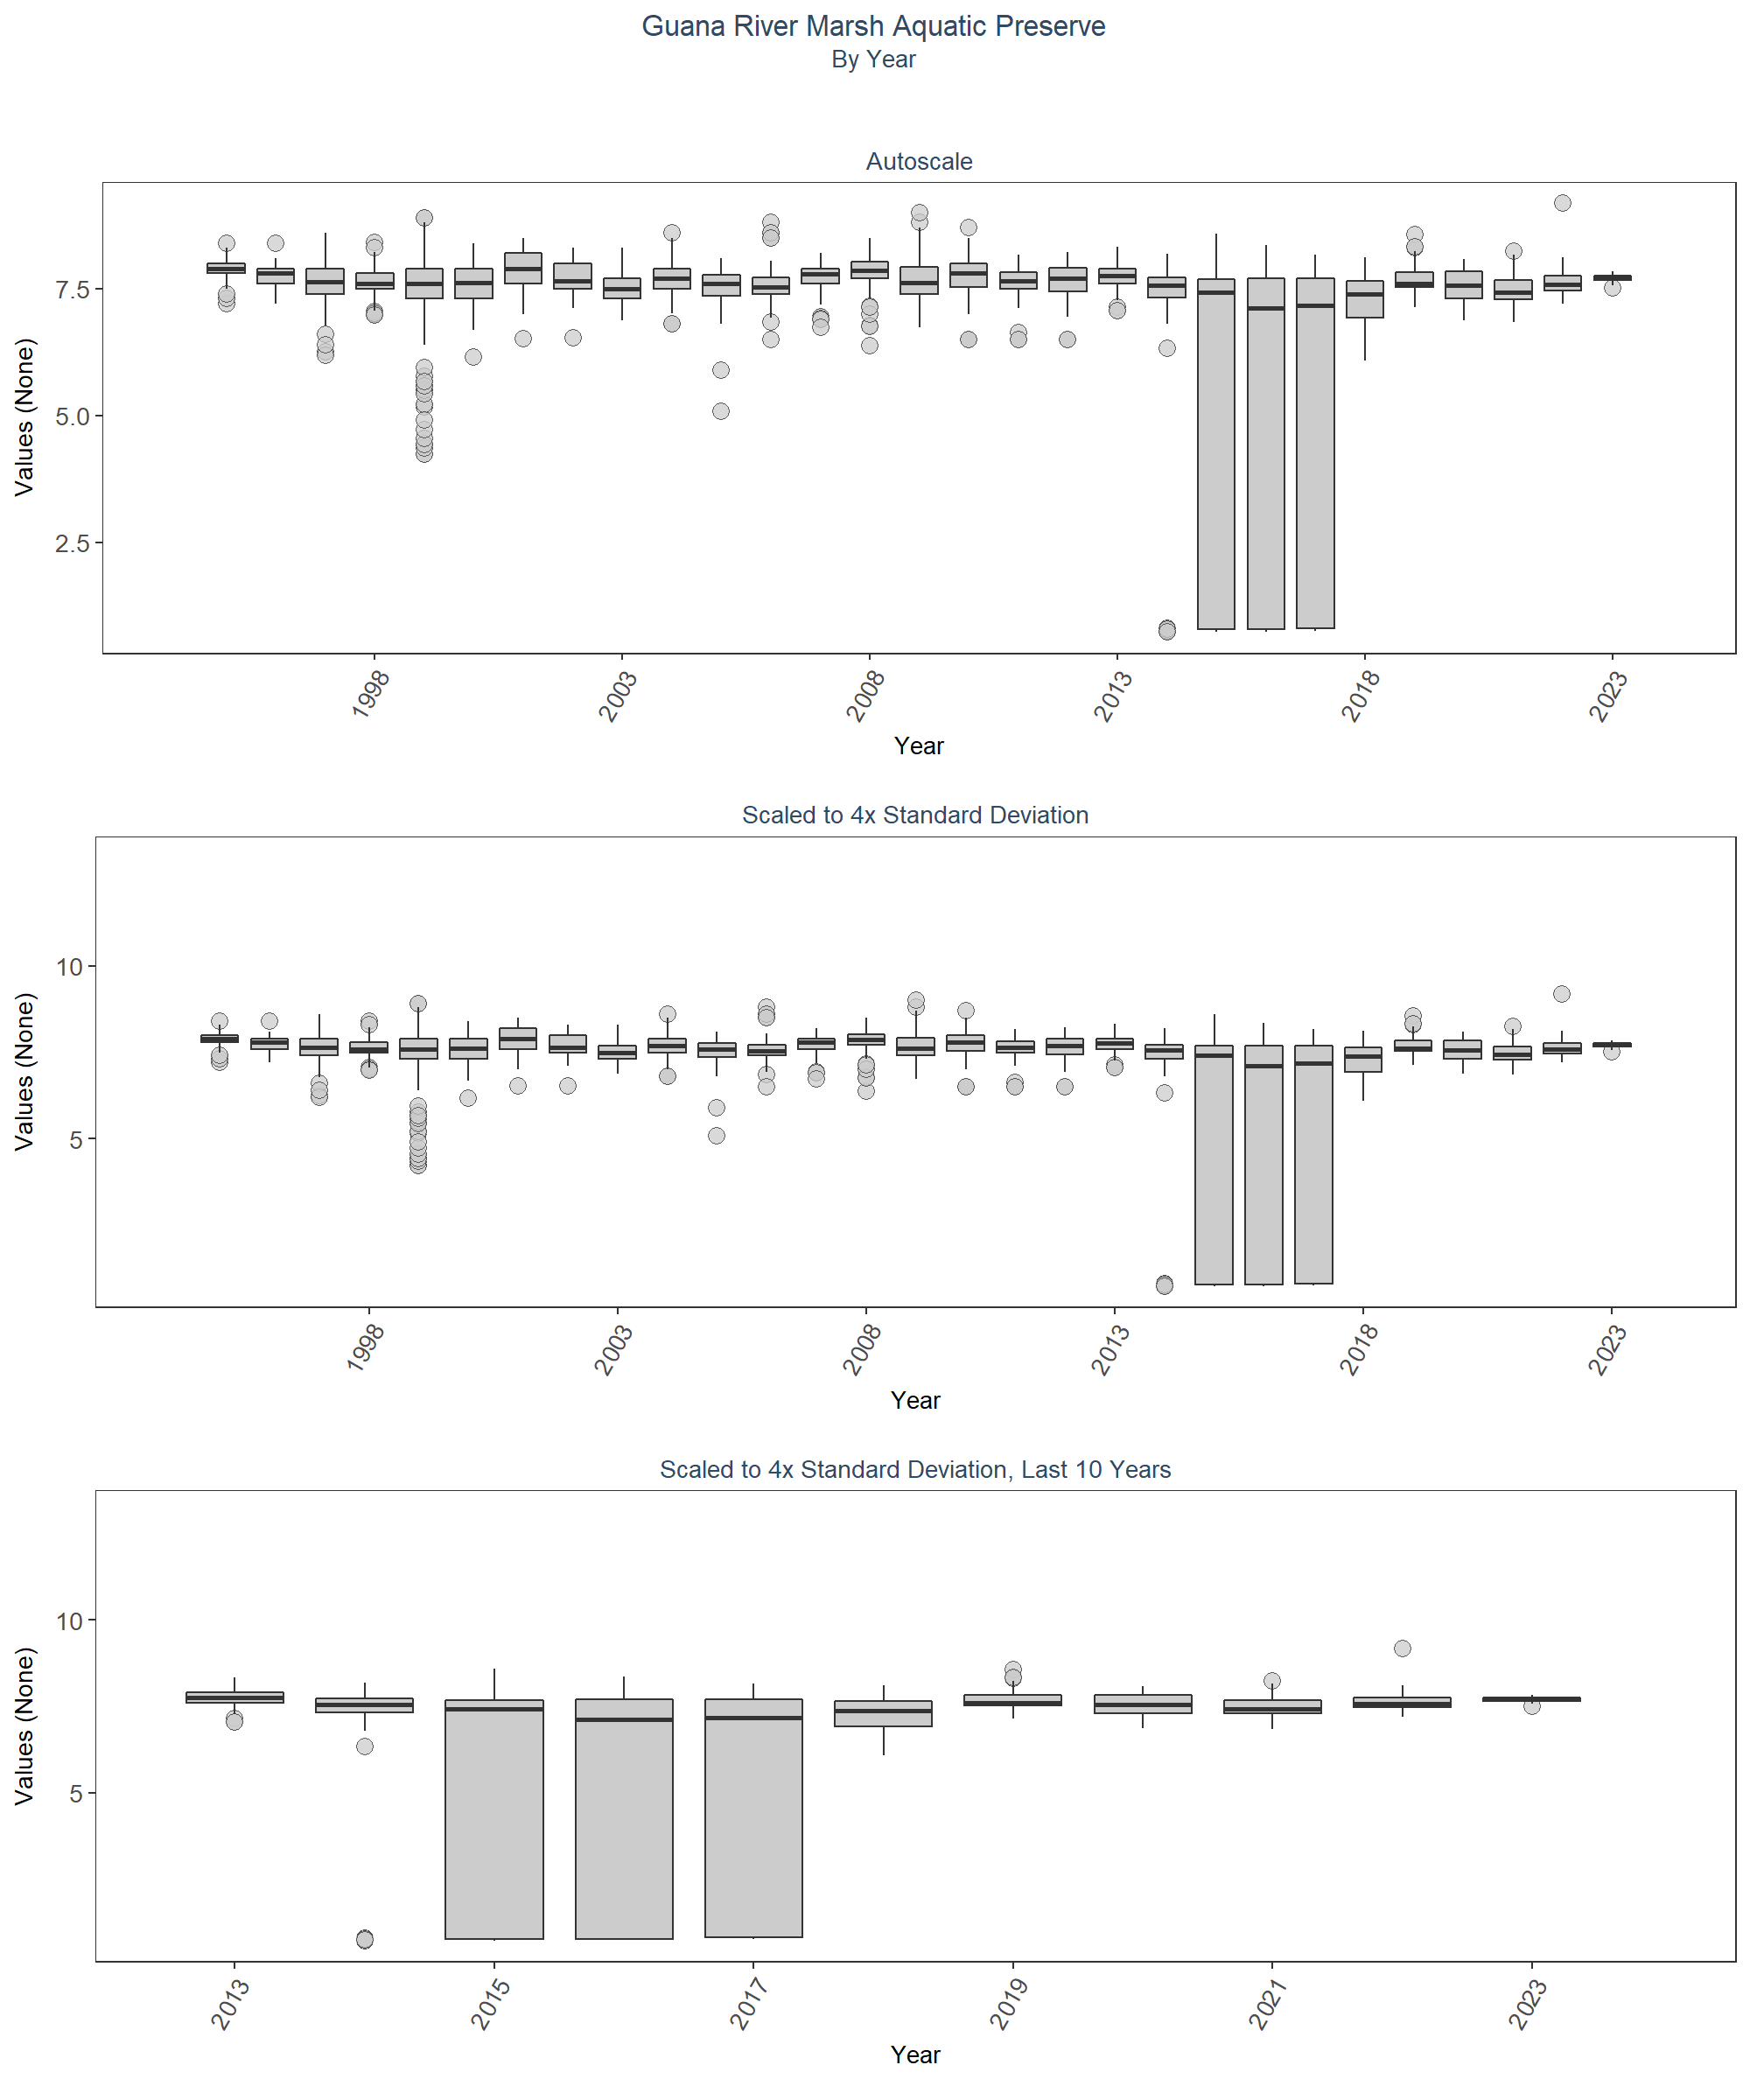 Guana River Marsh Aquatic Preserve
By Year
Autoscale
Values (None)
7.5
5.0
2.5
1998
2003
2008
2013
2018
2023
Year
Scaled to 4x Standard Deviation
Values (None)
10
5
1998
2003
2008
2013
2018
2023
Year
Scaled to 4x Standard Deviation, Last 10 Years
Values (None)
10
5
2013
2015
2017
2019
2021
2023
Year